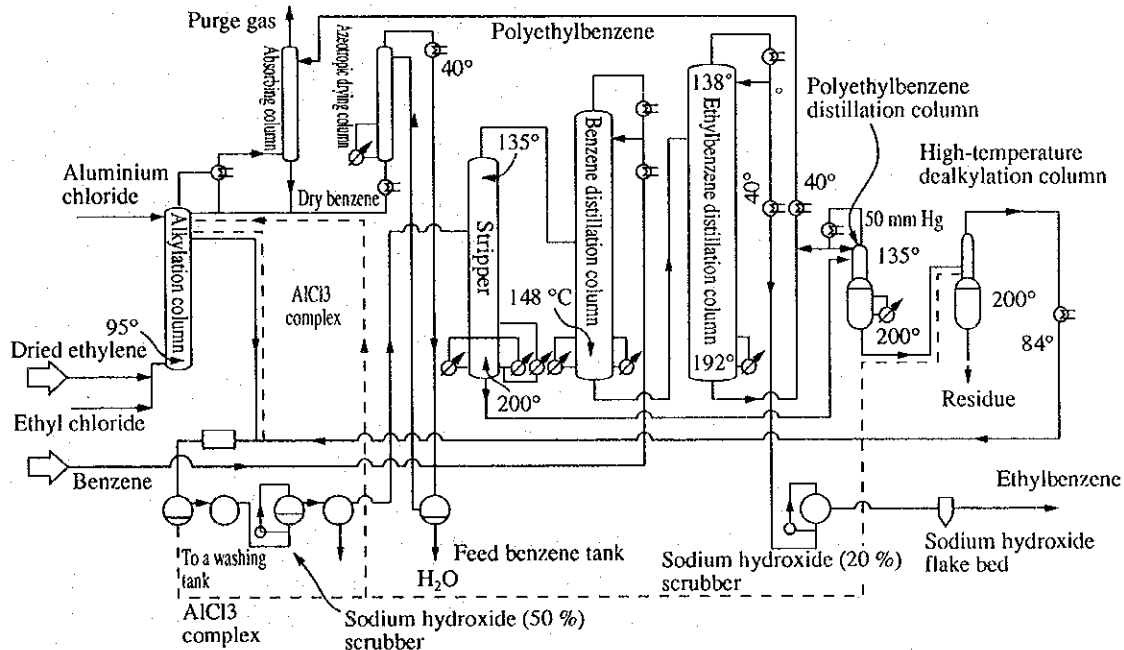 Purge gas
Absorbing column
Azeotropic drying column
40°
Polyethylbenzene
138°
Ethylbenzene distillation column
192°
Polyethylbenzene
distillation column
High-temperature
dealkylation column
Aluminium
chloride
Dry benzene
135°
Stripper
200°
Benzene distillation column
148 °C
40°
40°
50 mm Hg
135°
200°
200°
84°
Residue
Alkylation column
95°
AlCl3
complex
Dried ethylene
Ethyl chloride
Benzene
To a washing
tank
AlCl3
complex
Sodium hydroxide (50 %)
scrubber
H₂O
Feed benzene tank
Sodium hydroxide (20 %)
scrubber
Ethylbenzene
Sodium hydroxide
flake bed